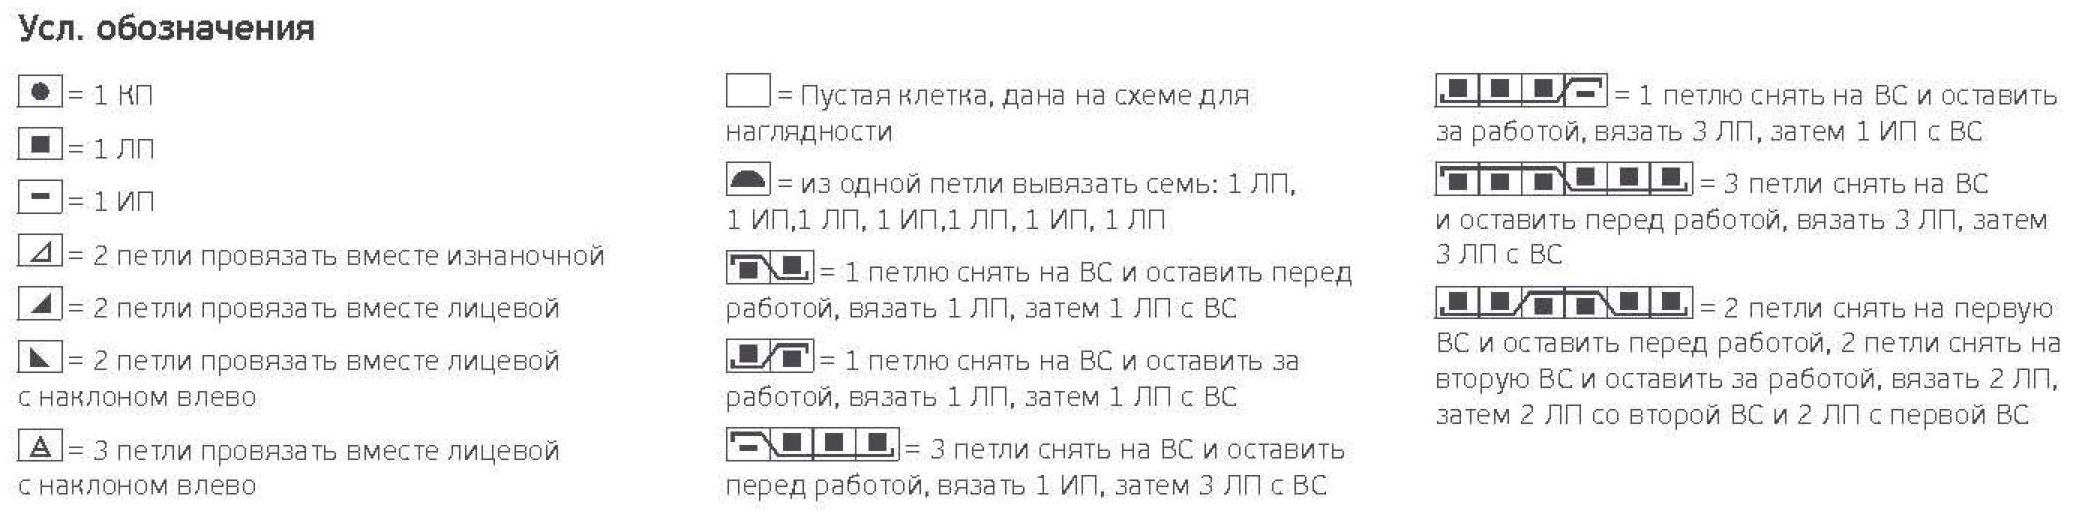 Усл. обозначения
= 1 КП
= 1 ЛП
= 1 ИП
= 2 петли провязать вместе изнаночной
= 2 петли провязать вместе лицевой
= 2 петли провязать вместе лицевой
с наклоном влево
= 3 петли провязать вместе лицевой
с наклоном влево
= Пустая клетка, дана на схеме для
наглядности
= из одной петли вывязать семь: 1 ЛП,
1 ИП,1 ЛП, 1 ИП,1 ЛП, 1 ИП, 1 ЛП
= 1 петлю снять на ВС и оставить перед
работой, вязать 1 ЛП, затем 1 ЛП с ВС
= 1 петлю снять на ВС и оставить за
работой, вязать 1 ЛП, затем 1 ЛП с ВС
= 3 петли снять на ВС и оставить
перед работой, вязать 1 ИП, затем 3 ЛП с ВС
= 1 петлю снять на ВС и оставить
за работой, вязать 3 ЛП, затем 1 ИП с ВС
= 3 петли снять на ВС
и оставить перед работой, вязать 3 ЛП, затем
3 ЛП с ВС
= 2 петли снять на первую
ВС и оставить перед работой, 2 петли снять на
вторую ВС и оставить за работой, вязать 2 ЛП,
затем 2 ЛП со второй ВС и 2 ЛП с первой ВС